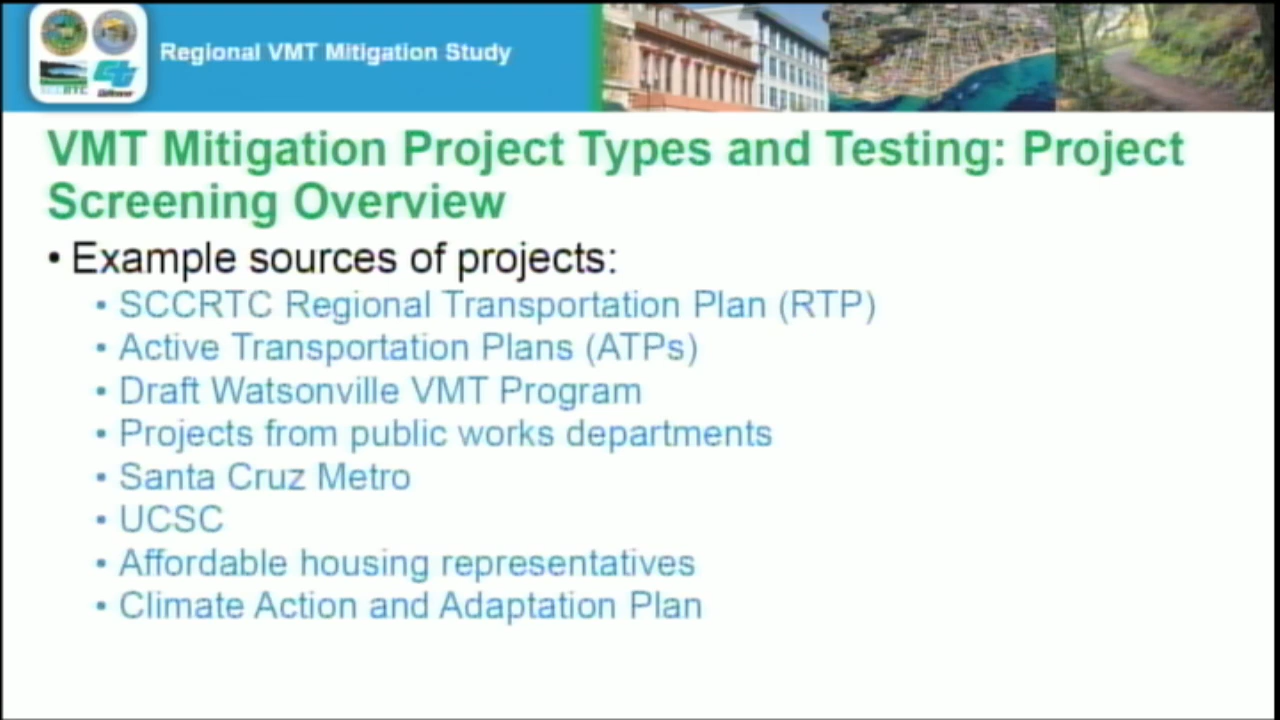 Regional VMT Mitigation Study
VMT Mitigation Project Types and Testing: Project
Screening Overview
• Example sources of projects:
• SCCRTC Regional Transportation Plan (RTP)
• Active Transportation Plans (ATPs)
• Draft Watsonville VMT Program
• Projects from public works departments
• Santa Cruz Metro
• UCSC
• Affordable housing representatives
• Climate Action and Adaptation Plan